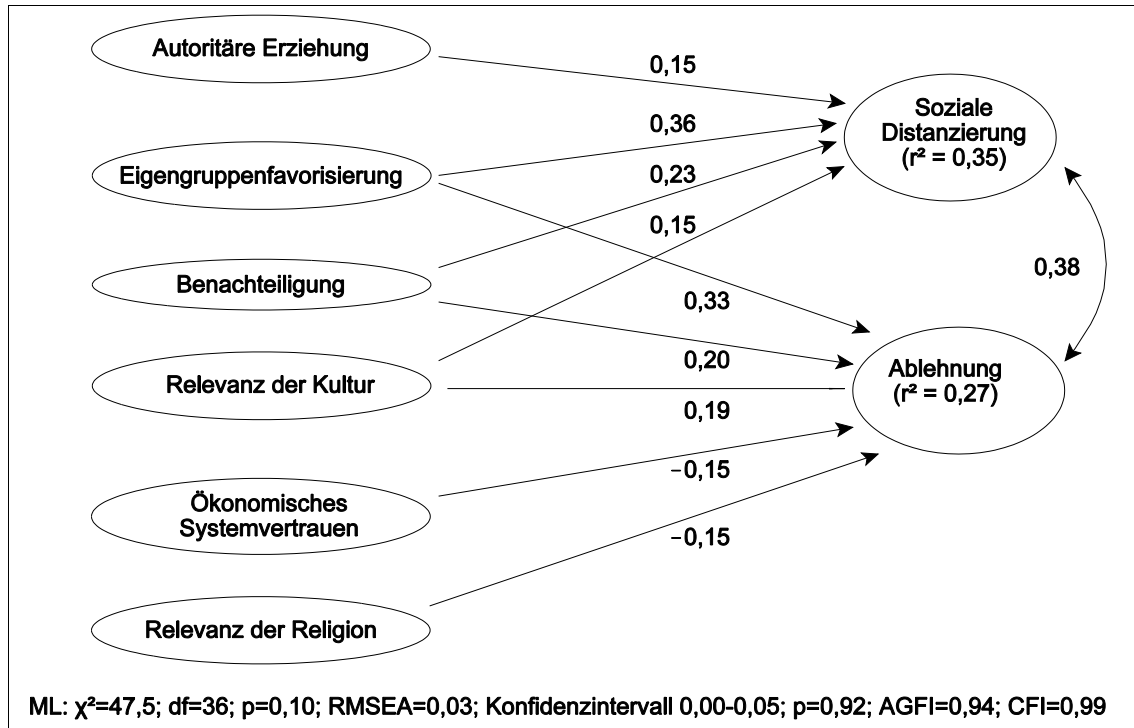 Autoritäre Erziehung
Eigengruppenfavorisierung
Benachteiligung
Relevanz der Kultur
Ökonomisches
Systemvertrauen
Relevanz der Religion
0,15
0,36
0,23
0,15
0,33
0,20
0,19
–0,15
–0,15
Soziale
Distanzierung
(r² = 0,35)
0,38
Ablehnung
(r² = 0,27)
ML: χ²=47,5; df=36; p=0,10; RMSEA=0,03; Konfidenzintervall 0,00-0,05; p=0,92; AGFI=0,94; CFI=0,99